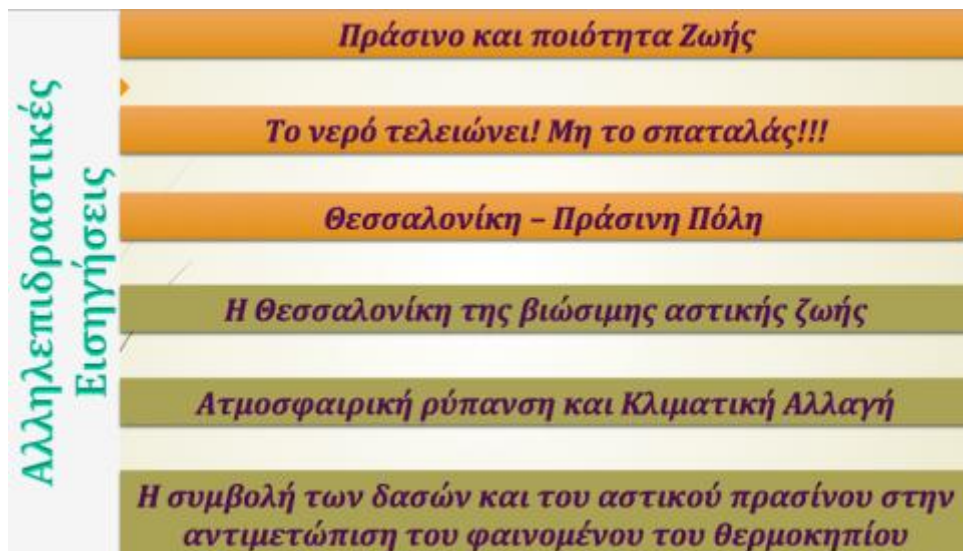 Αλληλεπιδραστικές
Εισηγήσεις
Πράσινο και ποιότητα Ζωής
Το νερό τελειώνει! Μη το σπαταλάς!!!
Θεσσαλονίκη – Πράσινη Πόλη
Η Θεσσαλονίκη της βιώσιμης αστικής ζωής
Ατμοσφαιρική ρύπανση και Κλιματική Αλλαγή
Η συμβολή των δασών και του αστικού πρασίνου στην
αντιμετώπιση του φαινομένου του θερμοκηπίου